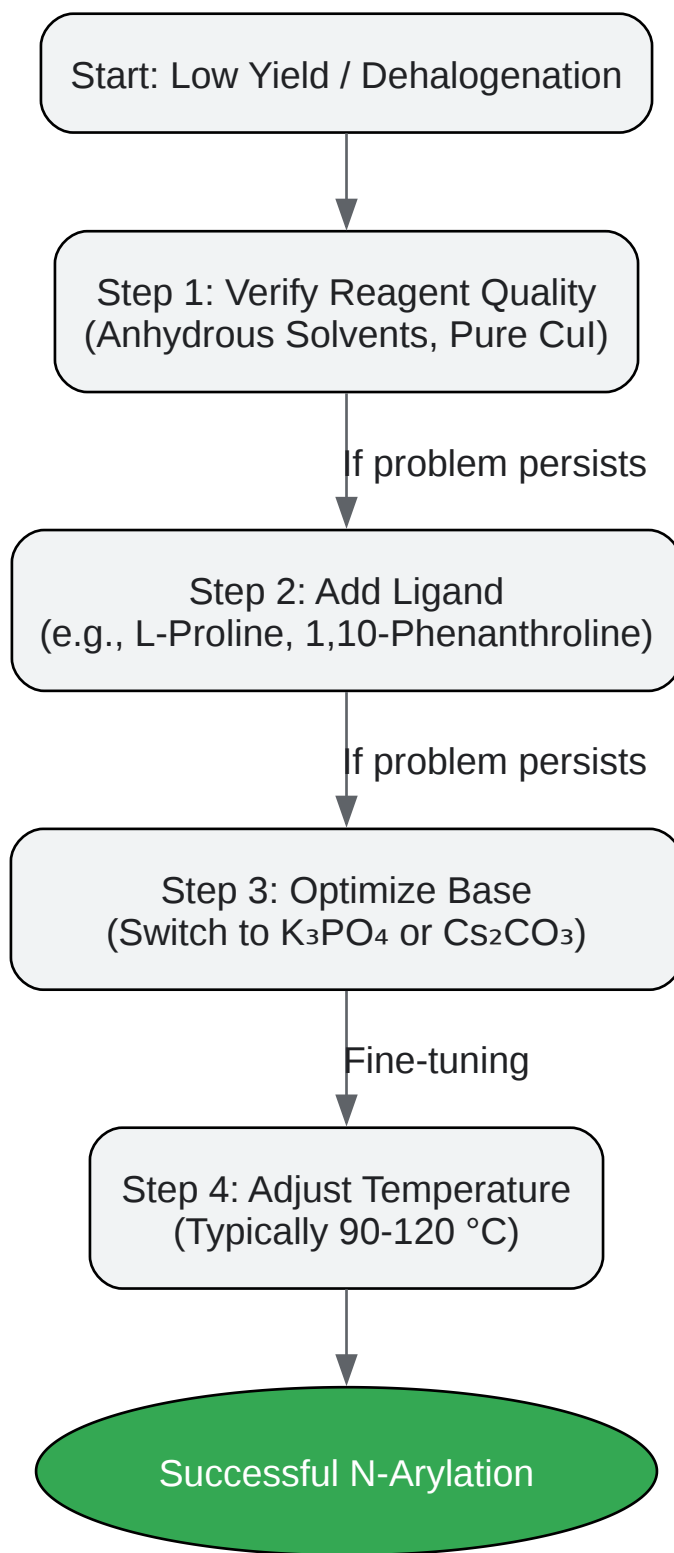 Start: Low Yield / Dehalogenation
Step 1: Verify Reagent Quality
(Anhydrous Solvents, Pure CuI)
If problem persists
Step 2: Add Ligand
(e.g., L-Proline, 1,10-Phenanthroline)
If problem persists
Step 3: Optimize Base
(Switch to K₃PO₄ or Cs₂CO₃)
Fine-tuning
Step 4: Adjust Temperature
(Typically 90-120 °C)
Successful N-Arylation